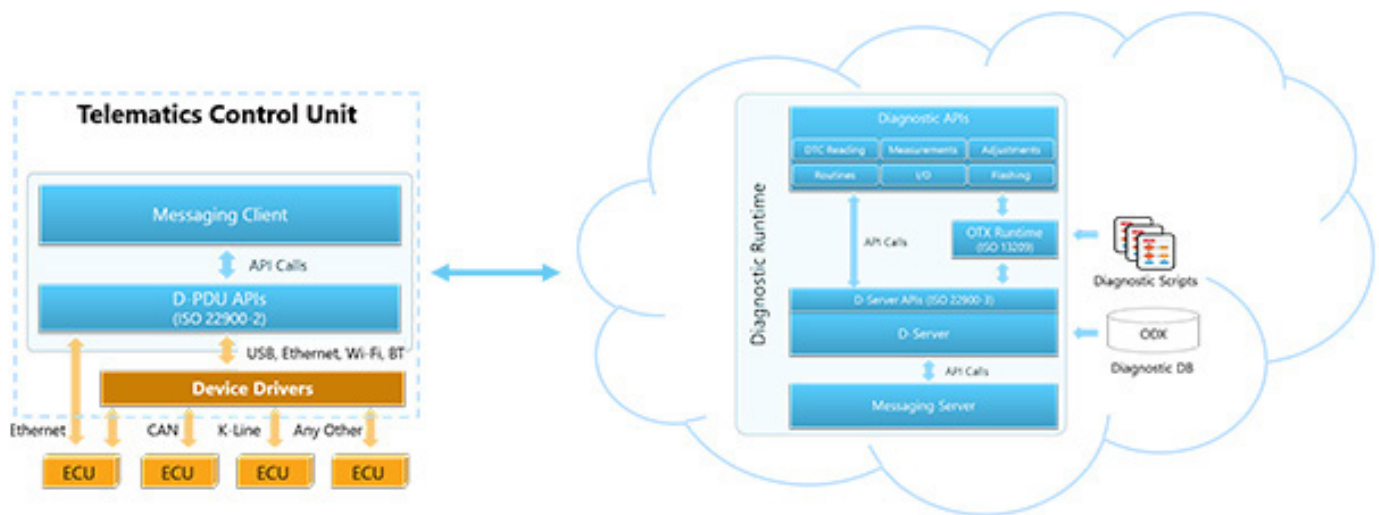 Telematics Control Unit
Messaging Client
API Calls
D-PDU APIs
(ISO 22900-2)
USB, Ethernet, Wi-Fi, BT
Device Drivers
Ethernet
CAN
K-Line
Any Other
ECU
ECU
ECU
ECU
Diagnostic Runtime
Diagnostic APIs
DTC Reading
Measurements
Adjustments
Routines
I/O
Flashing
API Calls
OTX Runtime
(ISO 13209)
Diagnostic Scripts
D-Server APIs (ISO 22900-3)
D-Server
ODX
Diagnostic DB
API Calls
Messaging Server